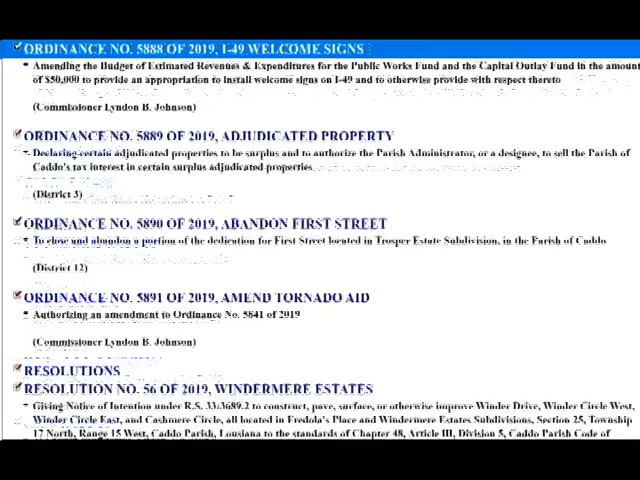 ORDINANCE NO. 5888 OF 2019, I-49 WELCOME SIGNS
Amending the Budget of Estimated Revenues & Expenditures for the Public Works Fund and the Capital Outlay Fund in the amount
of $50,000 to provide an appropriation to install welcome signs on I-49 and to otherwise provide with respect thereto
(Commissioner Lyndon B. Johnson)
ORDINANCE NO. 5889 OF 2019, ADJUDICATED PROPERTY
Declaring certain adjudicated properties to be surplus and to authorize the Parish Administrator, or a designee, to sell the Parish of
Caddo's tax interest in certain surplus adjudicated properties
(District 3)
ORDINANCE NO. 5890 OF 2019, ABANDON FIRST STREET
To close and abandon a portion of the dedication for First Street located in Trosper Estate Subdivision, in the Parish of Caddo
(District 12)
ORDINANCE NO. 5891 OF 2019, AMEND TORNADO AID
Authorizing an amendment to Ordinance No. 5841 of 2019
(Commissioner Lyndon B. Johnson)
RESOLUTIONS
RESOLUTION NO. 56 OF 2019, WINDERMERE ESTATES
Giving Notice of Intention under R.S. 33:3689.2 to construct, pave, surface, or otherwise improve Winder Drive, Winder Circle West,
Winder Circle East, and Cashmere Circle, all located in Fredola's Place and Windermere Estates Subdivisions, Section 25, Township
17 North, Range 15 West, Caddo Parish, Lousiana to the standards of Chapter 48, Article III, Division 5, Caddo Parish Code of